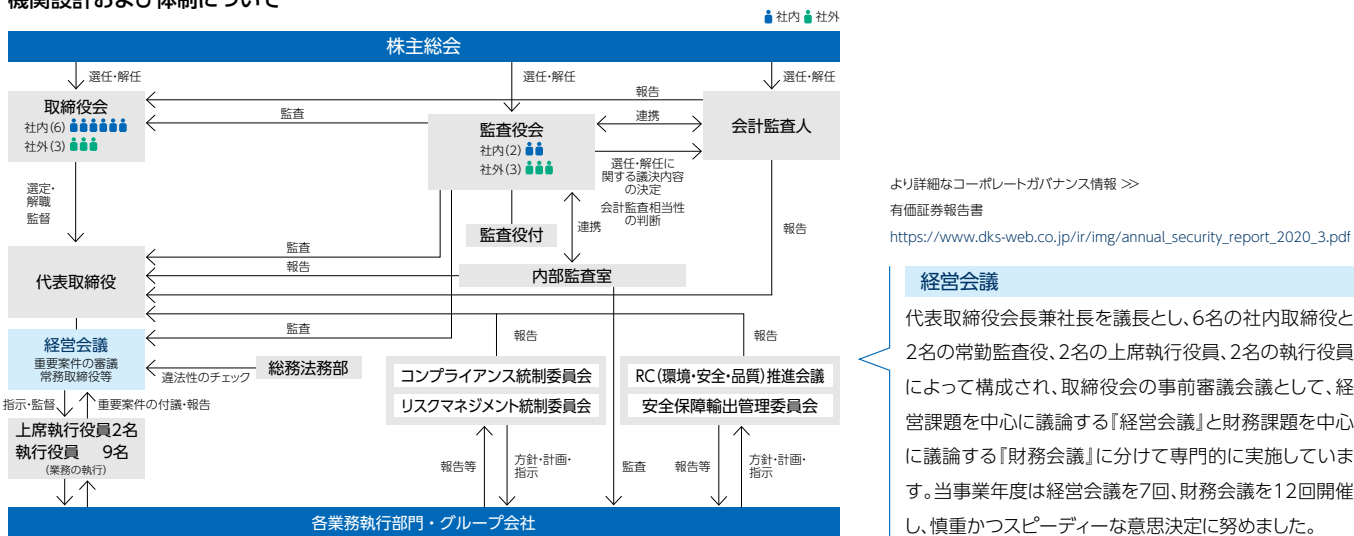 機関設計および体制について
社内 社外
株主総会
選任・解任
選任・解任
選任・解任
取締役会
社内(6)
社外(3)
報告
監査
監査役会
社内(2)
社外(3)
連携
会計監査人
選任・解任に
関する議決内容
の決定
会計監査相当性
の判断
選定・
解職
監督
監査役付
連携
報告
代表取締役
監査
報告
内部監査室
経営会議
重要案件の審議
常務取締役等
監査
違法性のチェック
総務法務部
報告
報告
コンプライアンス統制委員会
リスクマネジメント統制委員会
RC(環境・安全・品質)推進会議
安全保障輸出管理委員会
指示・監督
重要案件の付議・報告
上席執行役員2名
執行役員 9名
(業務の執行)
報告等
方針・計画・
指示
監査
報告等
方針・計画・
指示
各業務執行部門・グループ会社
より詳細なコーポレートガバナンス情報 ≫
有価証券報告書
https://www.dks-web.co.jp/ir/img/annual_security_report_2020_3.pdf
経営会議
代表取締役会長兼社長を議長とし、6名の社内取締役と
2名の常勤監査役、2名の上席執行役員、2名の執行役員
によって構成され、取締役会の事前審議会議として、経
営課題を中心に議論する『経営会議』と財務課題を中心
に議論する『財務会議』に分けて専門的に実施していま
す。当事業年度は経営会議を7回、財務会議を12回開催
し、慎重かつスピーディーな意思決定に努めました。